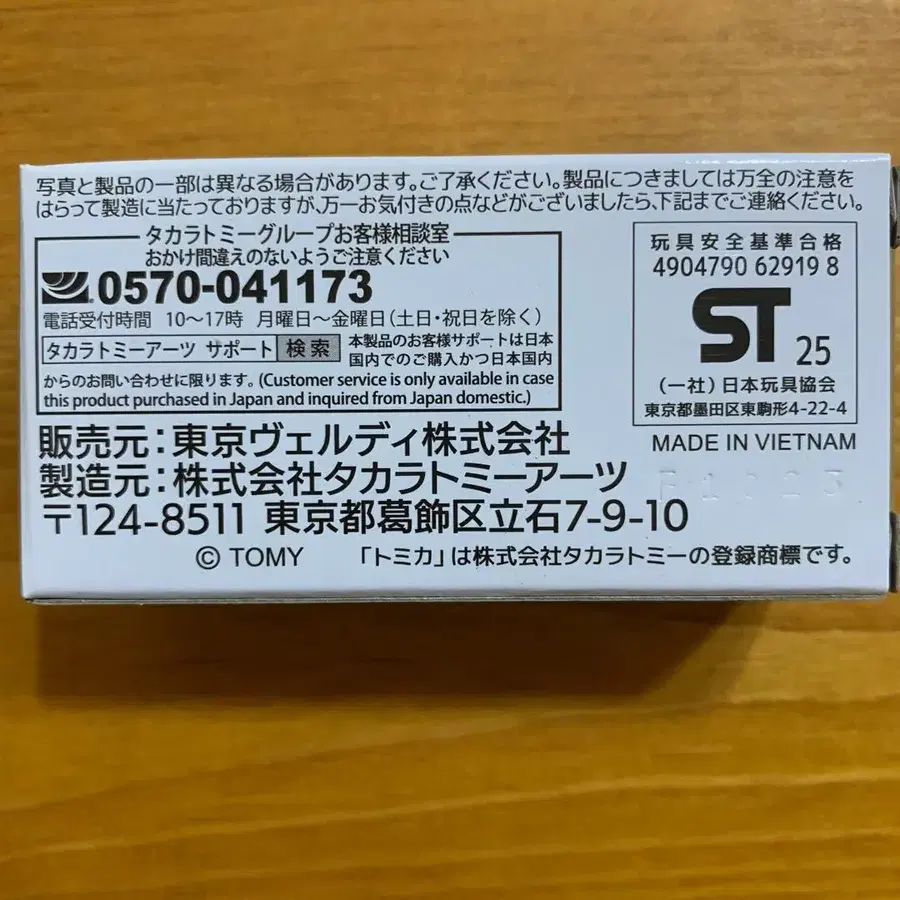 写真と製品の一部は異なる場合があります。ご了承ください。製品につきましては万全の注意を
はらって製造に当たっておりますが、万一お気付きの点などがございましたら、下記までご連絡ください。
タカラトミーグループお客様相談室
おかけ間違えのないようご注意ください
0570-041173
電話受付時間 10〜17時 月曜日〜金曜日(土日・祝日を除く)
タカラトミーアーツ サポート 検索
本製品のお客様サポートは日本
国内でのご購入かつ日本国内
からのお問い合わせに限ります。(Customer service is only available in case
this product purchased in Japan and inquired from Japan domestic.)
玩具安全基準合格
4904790 62919 8
ST 25
(一社)日本玩具協会
東京都墨田区東駒形4-22-4
MADE IN VIETNAM
販売元:東京ヴェルディ株式会社
製造元:株式会社タカラトミーアーツ
〒124-8511 東京都葛飾区立石7-9-10
© TOMY 「トミカ」は株式会社タカラトミーの登録商標です。